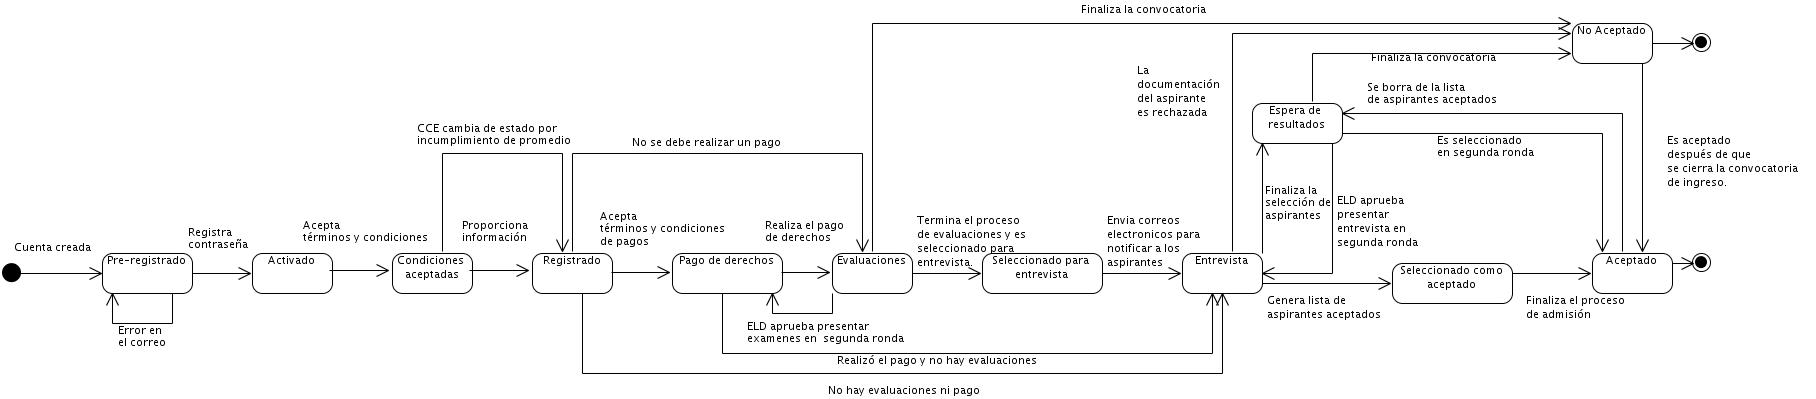 Finaliza la convocatoria
No Aceptado
Finaliza la convocatoria
La
documentación
del aspirante
es rechazada
Se borra de la lista
de aspirantes aceptados
Espera de
resultados
CCE cambia de estado por
incumplimiento de promedio
No se debe realizar un pago
Es seleccionado
en segunda ronda
Es aceptado
después de que
se cierra la convocatoria
de ingreso.
Finaliza la
selección de
aspirantes
ELD aprueba
presentar
entrevista en
segunda ronda
Cuenta creada
Pre-registrado
Error en
el correo
Registra
contraseña
Activado
Acepta
términos y condiciones
Condiciones
aceptadas
Proporciona
información
Registrado
Acepta
términos y condiciones
de pagos
Pago de derechos
Realiza el pago
de derechos
Evaluaciones
ELD aprueba presentar
examenes en segunda ronda
Termina el proceso
de evaluaciones y es
seleccionado para
entrevista.
Seleccionado para
entrevista
Envia correos
electronicos para
notificar a los
aspirantes
Entrevista
Genera lista de
aspirantes aceptados
Seleccionado como
aceptado
Finaliza el proceso
de admisión
Aceptado
Realizó el pago y no hay evaluaciones
No hay evaluaciones ni pago